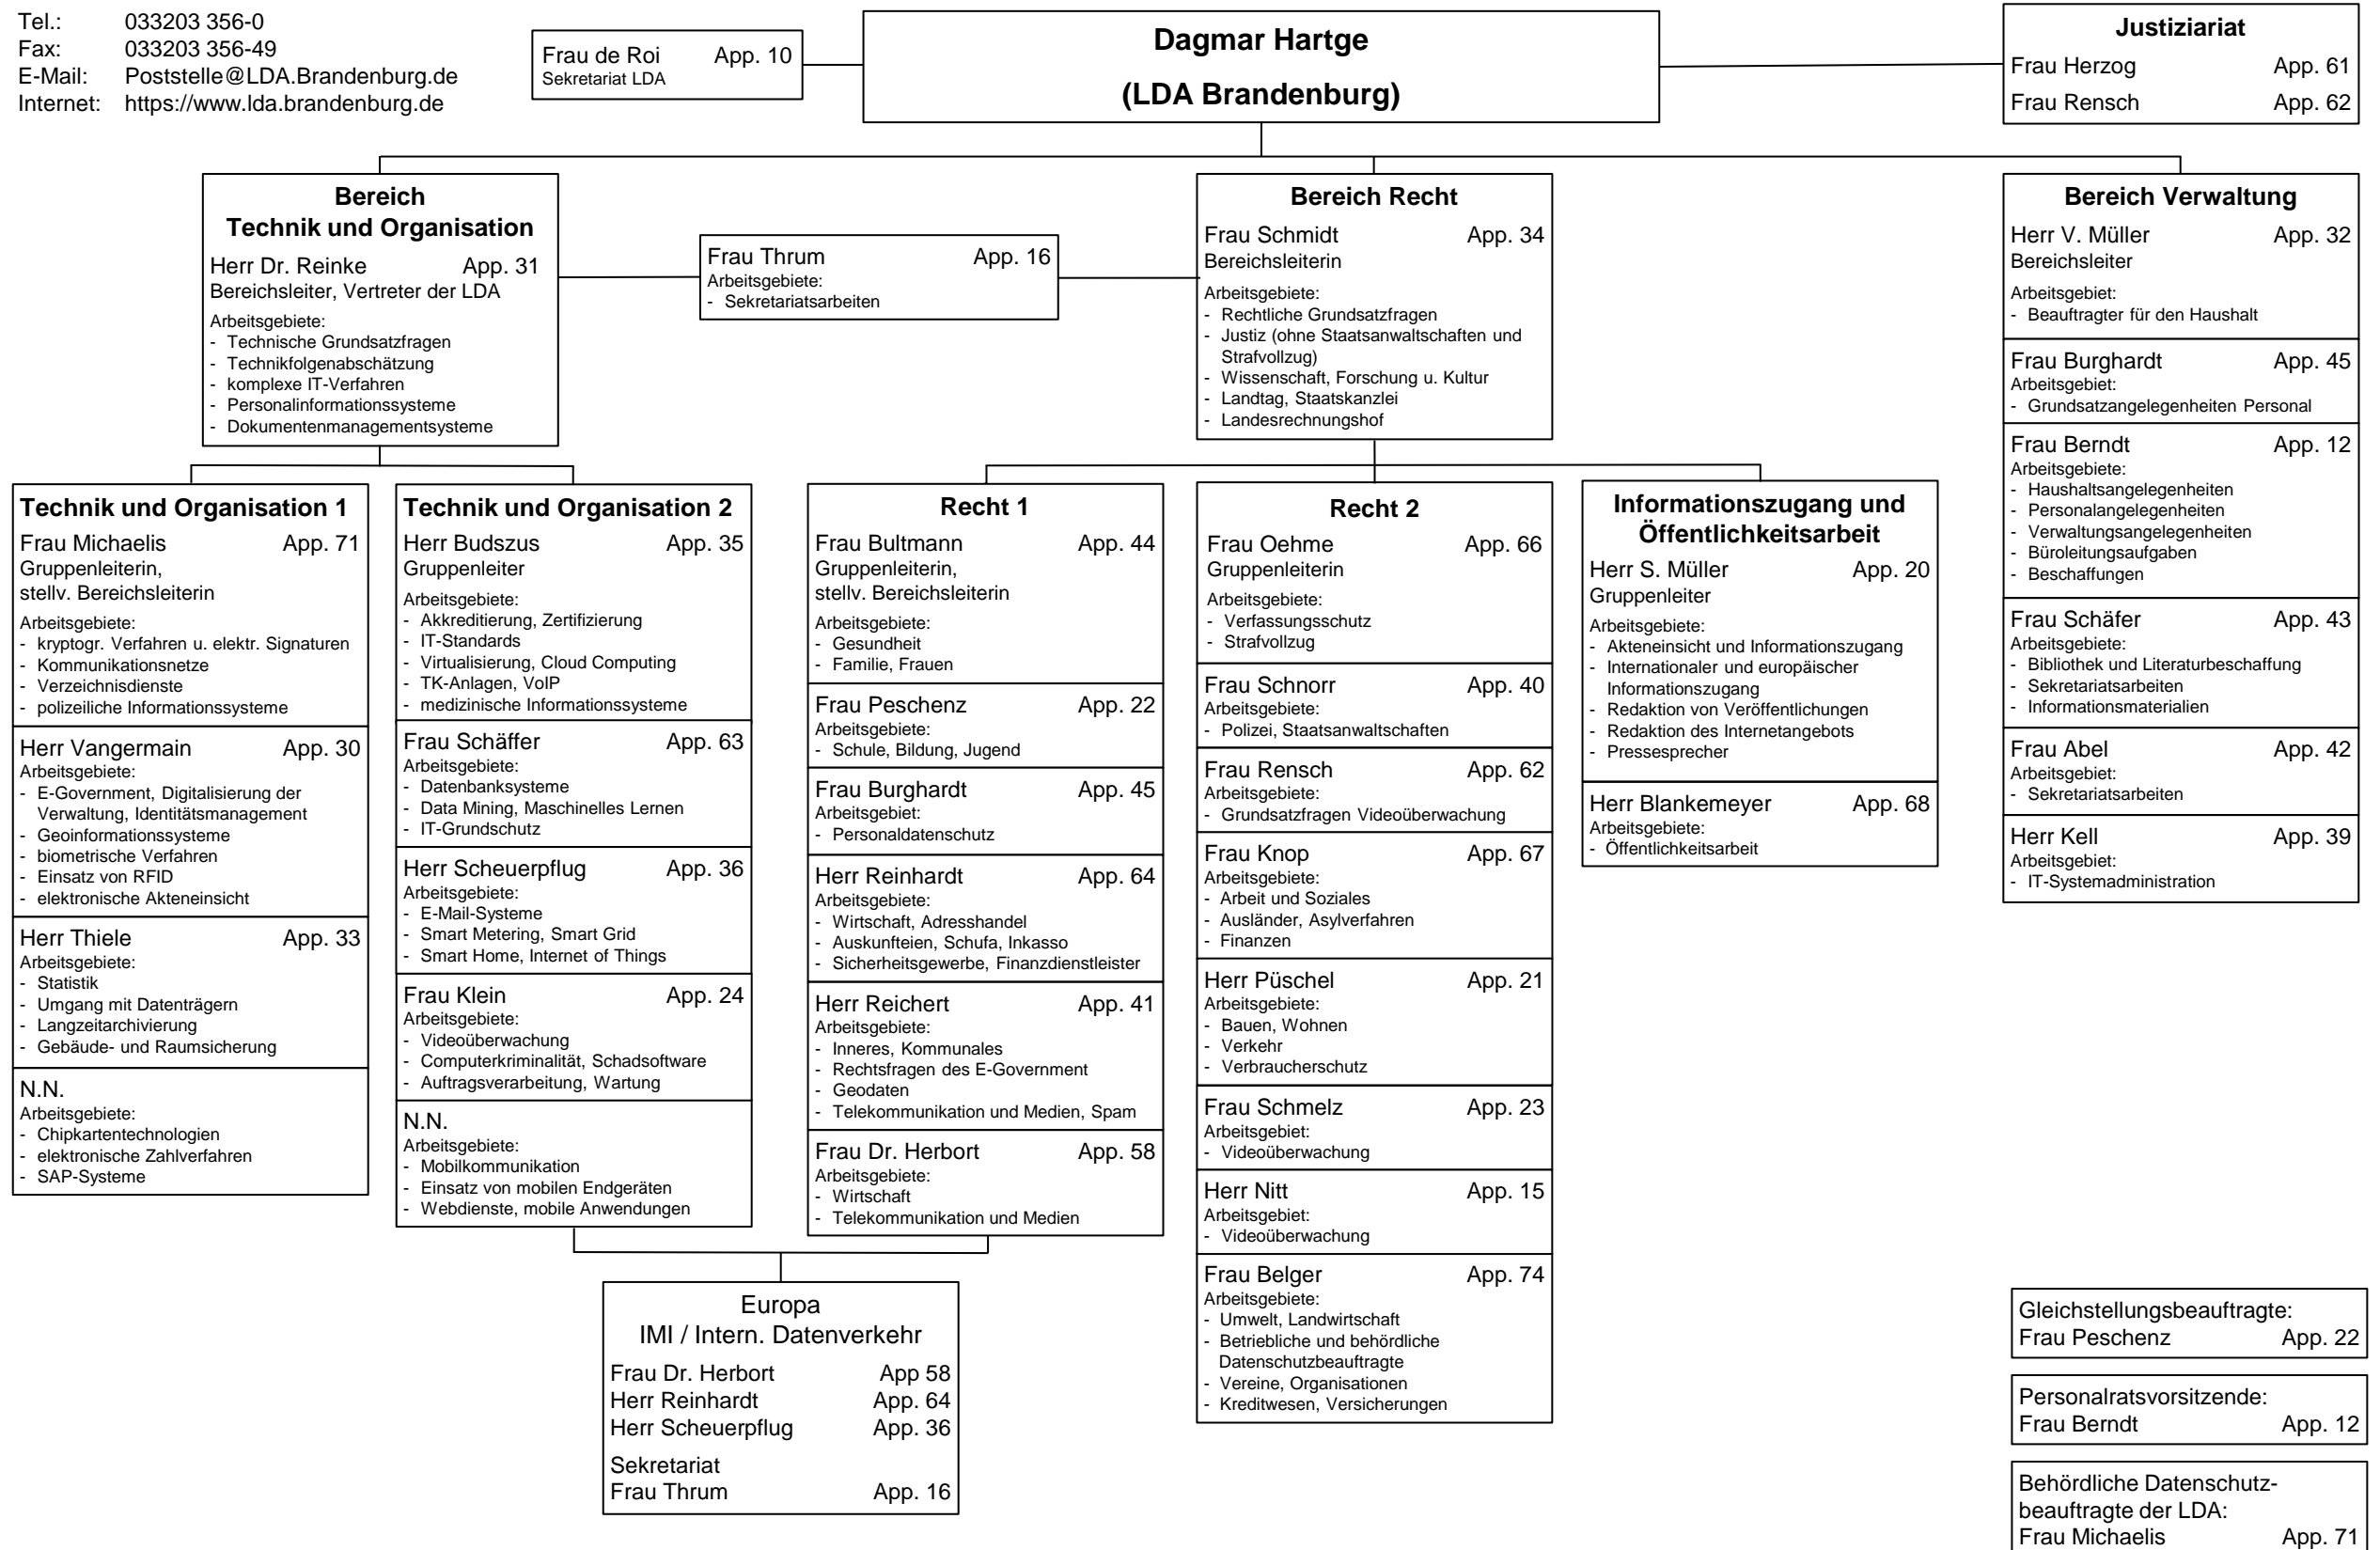 Tel.: 033203 356-0
Fax: 033203 356-49
E-Mail: Poststelle@LDA.Brandenburg.de
Internet: https://www.lda.brandenburg.de
Frau de Roi App. 10
Sekretariat LDA
Dagmar Hartge
(LDA Brandenburg)
Justiziariat
Frau Herzog App. 61
Frau Rensch App. 62
Bereich
Technik und Organisation
Herr Dr. Reinke App. 31
Bereichsleiter, Vertreter der LDA
Arbeitsgebiete:
- Technische Grundsatzfragen
- Technikfolgenabschätzung
- komplexe IT-Verfahren
- Personalinformationssysteme
- Dokumentenmanagementsysteme
Frau Thrum App. 16
Arbeitsgebiete:
- Sekretariatsarbeiten
Bereich Recht
Frau Schmidt App. 34
Bereichsleiterin
Arbeitsgebiete:
- Rechtliche Grundsatzfragen
- Justiz (ohne Staatsanwaltschaften und
Strafvollzug)
- Wissenschaft, Forschung u. Kultur
- Landtag, Staatskanzlei
- Landesrechnungshof
Bereich Verwaltung
Herr V. Müller App. 32
Bereichsleiter
Arbeitsgebiet:
- Beauftragter für den Haushalt
Frau Burghardt App. 45
Arbeitsgebiet:
- Grundsatzangelegenheiten Personal
Frau Berndt App. 12
Arbeitsgebiete:
- Haushaltsangelegenheiten
- Personalangelegenheiten
- Verwaltungsangelegenheiten
- Büroleitungsaufgaben
- Beschaffungen
Frau Schäfer App. 43
Arbeitsgebiete:
- Bibliothek und Literaturbeschaffung
- Sekretariatsarbeiten
- Informationsmaterialien
Frau Abel App. 42
Arbeitsgebiet:
- Sekretariatsarbeiten
Herr Kell App. 39
Arbeitsgebiet:
- IT-Systemadministration
Technik und Organisation 1
Frau Michaelis App. 71
Gruppenleiterin,
stellv. Bereichsleiterin
Arbeitsgebiete:
- kryptogr. Verfahren u. elektr. Signaturen
- Kommunikationsnetze
- Verzeichnisdienste
- polizeiliche Informationssysteme
Herr Vangermain App. 30
Arbeitsgebiete:
- E-Government, Digitalisierung der
Verwaltung, Identitätsmanagement
- Geoinformationssysteme
- biometrische Verfahren
- Einsatz von RFID
- elektronische Akteneinsicht
Herr Thiele App. 33
Arbeitsgebiete:
- Statistik
- Umgang mit Datenträgern
- Langzeitarchivierung
- Gebäude- und Raumsicherung
N.N.
Arbeitsgebiete:
- Chipkartentechnologien
- elektronische Zahlverfahren
- SAP-Systeme
Technik und Organisation 2
Herr Budszus App. 35
Gruppenleiter
Arbeitsgebiete:
- Akkreditierung, Zertifizierung
- IT-Standards
- Virtualisierung, Cloud Computing
- TK-Anlagen, VoIP
- medizinische Informationssysteme
Frau Schäffer App. 63
Arbeitsgebiete:
- Datenbanksysteme
- Data Mining, Maschinelles Lernen
- IT-Grundschutz
Herr Scheuerpflug App. 36
Arbeitsgebiete:
- E-Mail-Systeme
- Smart Metering, Smart Grid
- Smart Home, Internet of Things
Frau Klein App. 24
Arbeitsgebiete:
- Videoüberwachung
- Computerkriminalität, Schadsoftware
- Auftragsverarbeitung, Wartung
N.N.
Arbeitsgebiete:
- Mobilkommunikation
- Einsatz von mobilen Endgeräten
- Webdienste, mobile Anwendungen
Recht 1
Frau Bultmann App. 44
Gruppenleiterin,
stellv. Bereichsleiterin
Arbeitsgebiete:
- Gesundheit
- Familie, Frauen
Frau Peschenz App. 22
Arbeitsgebiete:
- Schule, Bildung, Jugend
Frau Burghardt App. 45
Arbeitsgebiet:
- Personaldatenschutz
Herr Reinhardt App. 64
Arbeitsgebiete:
- Wirtschaft, Adresshandel
- Auskunfteien, Schufa, Inkasso
- Sicherheitsgewerbe, Finanzdienstleister
Herr Reichert App. 41
Arbeitsgebiete:
- Inneres, Kommunales
- Rechtsfragen des E-Government
- Geodaten
- Telekommunikation und Medien, Spam
Frau Dr. Herbort App. 58
Arbeitsgebiete:
- Wirtschaft
- Telekommunikation und Medien
Recht 2
Frau Oehme App. 66
Gruppenleiterin
Arbeitsgebiete:
- Verfassungsschutz
- Strafvollzug
Frau Schnorr App. 40
Arbeitsgebiete:
- Polizei, Staatsanwaltschaften
Frau Rensch App. 62
Arbeitsgebiete:
- Grundsatzfragen Videoüberwachung
Frau Knop App. 67
Arbeitsgebiete:
- Arbeit und Soziales
- Ausländer, Asylverfahren
- Finanzen
Herr Püschel App. 21
Arbeitsgebiete:
- Bauen, Wohnen
- Verkehr
- Verbraucherschutz
Frau Schmelz App. 23
Arbeitsgebiet:
- Videoüberwachung
Herr Nitt App. 15
Arbeitsgebiet:
- Videoüberwachung
Frau Belger App. 74
Arbeitsgebiete:
- Umwelt, Landwirtschaft
- Betriebliche und behördliche
Datenschutzbeauftragte
- Vereine, Organisationen
- Kreditwesen, Versicherungen
Informationszugang und
Öffentlichkeitsarbeit
Herr S. Müller App. 20
Gruppenleiter
Arbeitsgebiete:
- Akteneinsicht und Informationszugang
- Internationaler und europäischer
Informationszugang
- Redaktion von Veröffentlichungen
- Redaktion des Internetangebots
- Pressesprecher
Herr Blankemeyer App. 68
Arbeitsgebiete:
- Öffentlichkeitsarbeit
Europa
IMI / Intern. Datenverkehr
Frau Dr. Herbort App 58
Herr Reinhardt App. 64
Herr Scheuerpflug App. 36
Sekretariat
Frau Thrum App. 16
Gleichstellungsbeauftragte:
Frau Peschenz App. 22
Personalratsvorsitzende:
Frau Berndt App. 12
Behördliche Datenschutz-
beauftragte der LDA:
Frau Michaelis App. 71